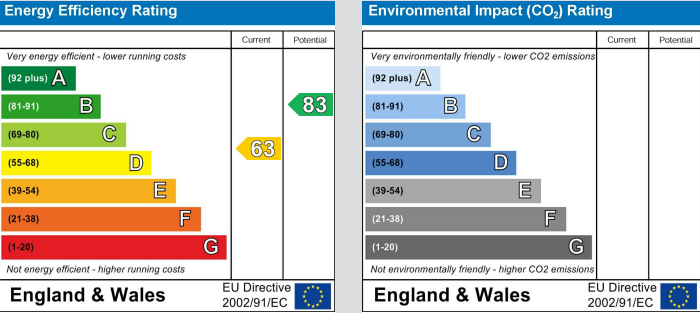 Energy Efficiency Rating
Current Potential
Very energy efficient - lower running costs
(92 plus) A
(81-91) B
83
(69-80) C
63
(55-68) D
(39-54) E
(21-38) F
(1-20) G
Not energy efficient - higher running costs
England & Wales
EU Directive
2002/91/EC
Environmental Impact (CO₂) Rating
Current Potential
Very environmentally friendly - lower CO2 emissions
(92 plus) A
(81-91) B
(69-80) C
(55-68) D
(39-54) E
(21-38) F
(1-20) G
Not environmentally friendly - higher CO2 emissions
England & Wales
EU Directive
2002/91/EC